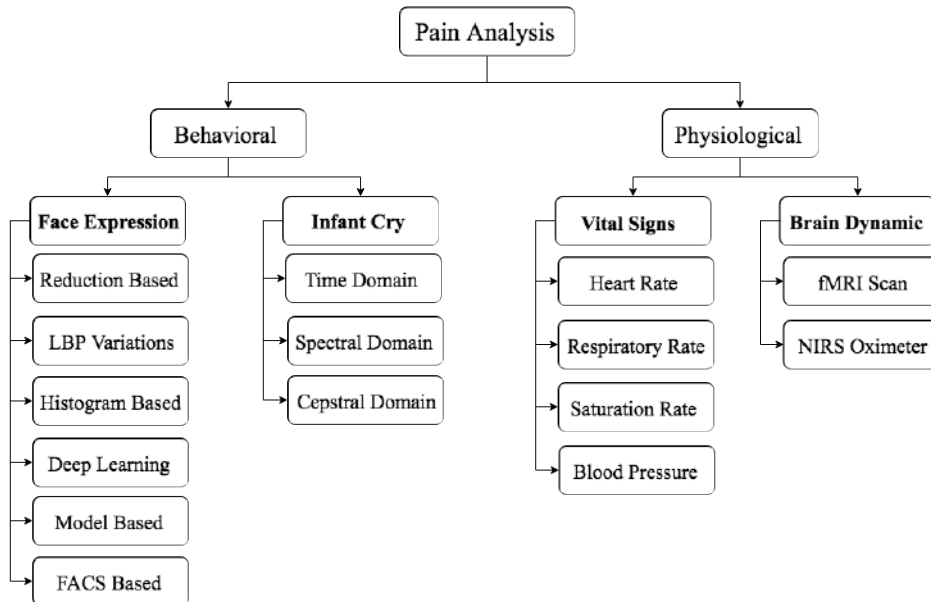 Pain Analysis
Behavioral
Physiological
Face Expression
Infant Cry
Vital Signs
Brain Dynamic
Reduction Based
Time Domain
Heart Rate
fMRI Scan
LBP Variations
Spectral Domain
Respiratory Rate
NIRS Oximeter
Histogram Based
Cepstral Domain
Saturation Rate
Deep Learning
Blood Pressure
Model Based
FACS Based